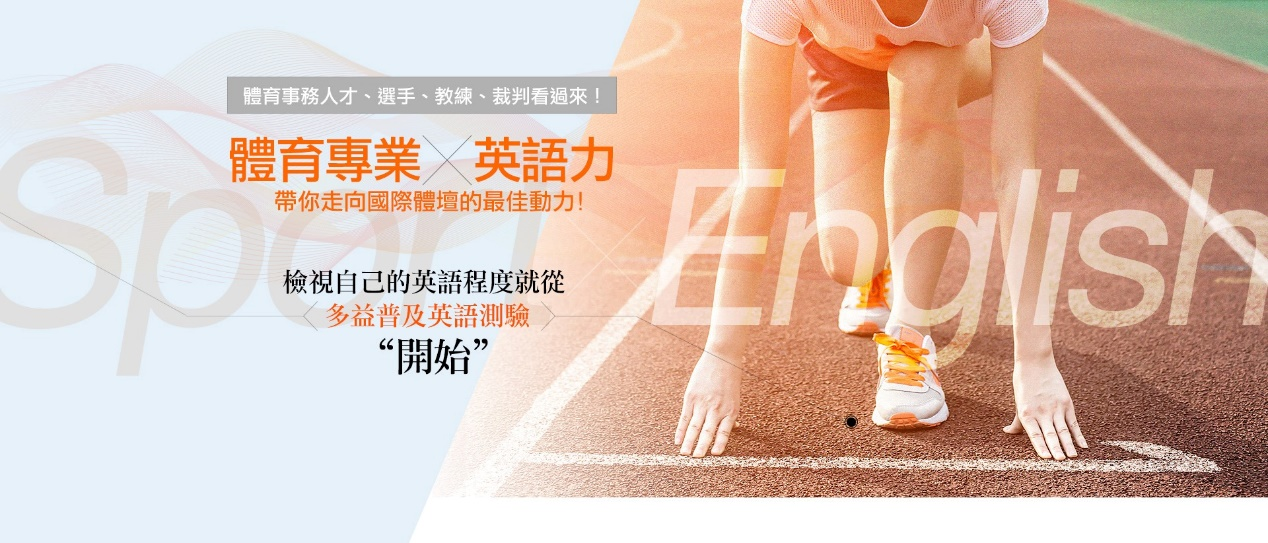 體育事務人才、選手、教練、裁判看過來！
體育專業╳英語力
帶你走向國際體壇的最佳動力!
檢視自己的英語程度就從
多益普及英語測驗
“開始”
Sport
English